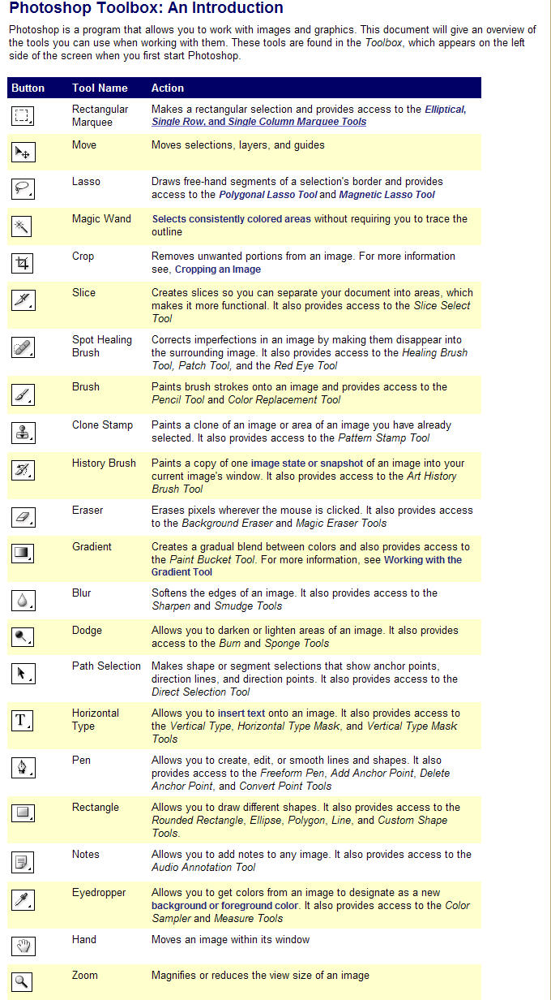 Photoshop Toolbox: An Introduction
Photoshop is a program that allows you to work with images and graphics. This document will give an overview of
the tools you can use when working with them. These tools are found in the Toolbox, which appears on the left
side of the screen when you first start Photoshop.
Button Tool Name Action
Rectangular Marquee
Makes a rectangular selection and provides access to the Elliptical,
Single Row, and Single Column Marquee Tools
Move
Moves selections, layers, and guides
Lasso
Draws free-hand segments of a selection's border and provides
access to the Polygonal Lasso Tool and Magnetic Lasso Tool
Magic Wand
Selects consistently colored areas without requiring you to trace the
outline
Crop
Removes unwanted portions from an image. For more information
see, Cropping an Image
Slice
Creates slices so you can separate your document into areas, which
makes it more functional. It also provides access to the Slice Select
Tool
Spot Healing
Brush
Corrects imperfections in an image by making them disappear into
the surrounding image. It also provides access to the Healing Brush
Tool, Patch Tool, and the Red Eye Tool
Brush
Paints brush strokes onto an image and provides access to the
Pencil Tool and Color Replacement Tool
Clone Stamp
Paints a clone of an image or area of an image you have already
selected. It also provides access to the Pattern Stamp Tool
History Brush
Paints a copy of one image state or snapshot of an image into your
current image's window. It also provides access to the Art History
Brush Tool
Eraser
Erases pixels wherever the mouse is clicked. It also provides access
to the Background Eraser and Magic Eraser Tools
Gradient
Creates a gradual blend between colors and also provides access to
the Paint Bucket Tool. For more information, see Working with the
Gradient Tool
Blur
Softens the edges of an image. It also provides access to the
Sharpen and Smudge Tools
Dodge
Allows you to darken or lighten areas of an image. It also provides
access to the Burn and Sponge Tools
Path Selection
Makes shape or segment selections that show anchor points,
direction lines, and direction points. It also provides access to the
Direct Selection Tool
T
Horizontal
Type
Allows you to insert text onto an image. It also provides access to
the Vertical Type, Horizontal Type Mask, and Vertical Type Mask
Tools
Pen
Allows you to create, edit, or smooth lines and shapes. It also
provides access to the Freeform Pen, Add Anchor Point, Delete
Anchor Point, and Convert Point Tools
Rectangle
Allows you to draw different shapes. It also provides access to the
Rounded Rectangle, Ellipse, Polygon, Line, and Custom Shape
Tools.
Notes
Allows you to add notes to any image. It also provides access to the
Audio Annotation Tool
Eyedropper
Allows you to get colors from an image to designate as a new
background or foreground color. It also provides access to the Color
Sampler and Measure Tools
Hand
Moves an image within its window
Zoom
Magnifies or reduces the view size of an image